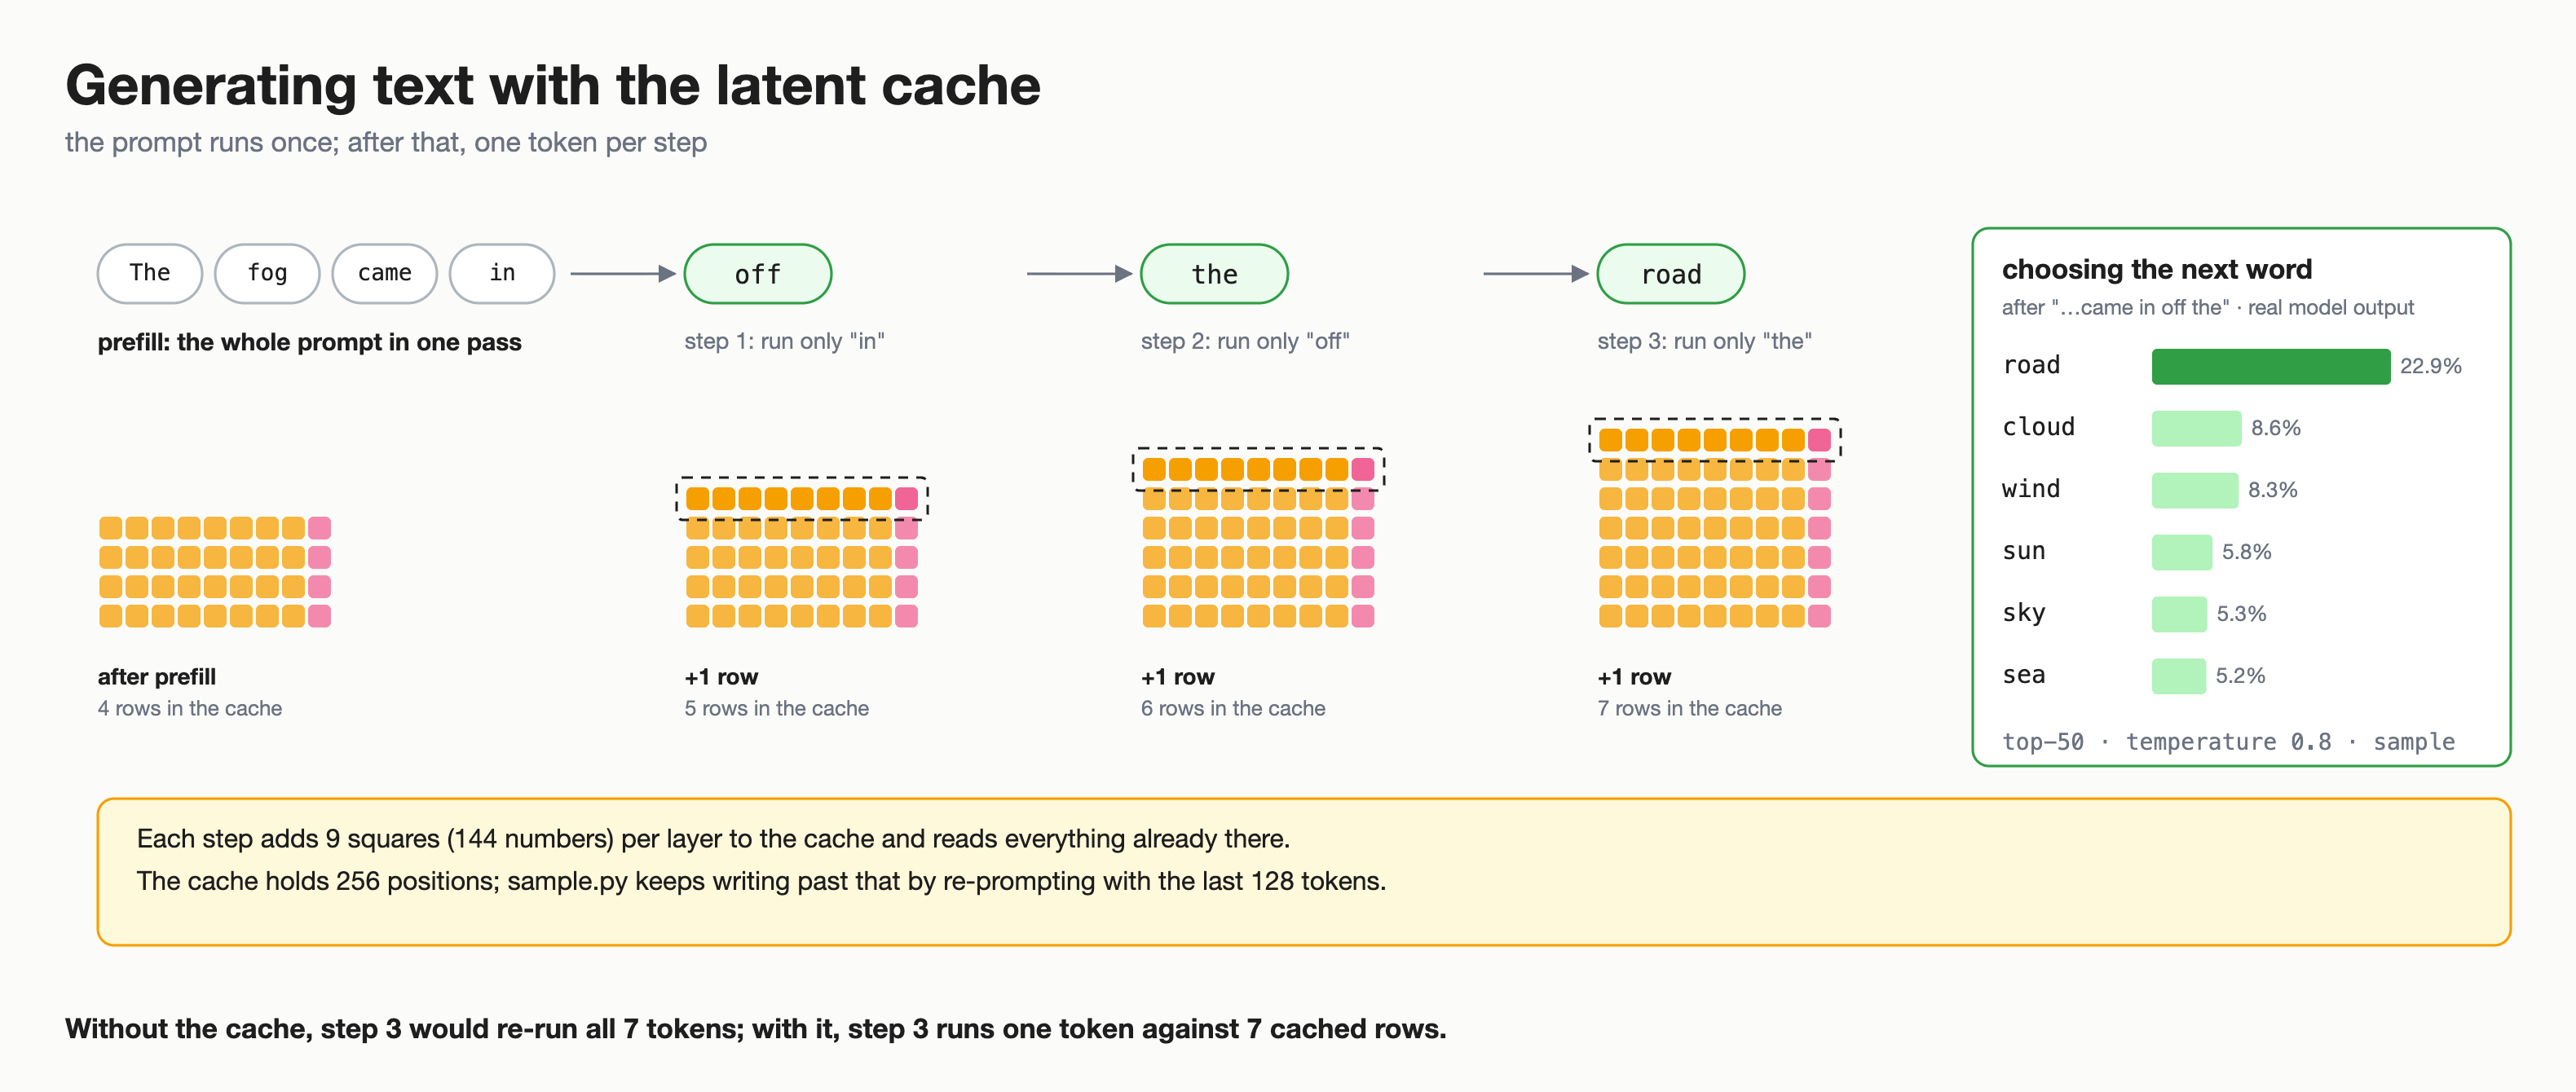 Generating text with the latent cache
the prompt runs once; after that, one token per step
The fog came in off the road
prefill: the whole prompt in one pass
step 1: run only "in"
step 2: run only "off"
step 3: run only "the"
after prefill
4 rows in the cache
+1 row
5 rows in the cache
+1 row
6 rows in the cache
+1 row
7 rows in the cache
choosing the next word
after "...came in off the" · real model output
road 22.9%
cloud 8.6%
wind 8.3%
sun 5.8%
sky 5.3%
sea 5.2%
top-50 · temperature 0.8 · sample
Each step adds 9 squares (144 numbers) per layer to the cache and reads everything already there.
The cache holds 256 positions; sample.py keeps writing past that by re-prompting with the last 128 tokens.
Without the cache, step 3 would re-run all 7 tokens; with it, step 3 runs one token against 7 cached rows.